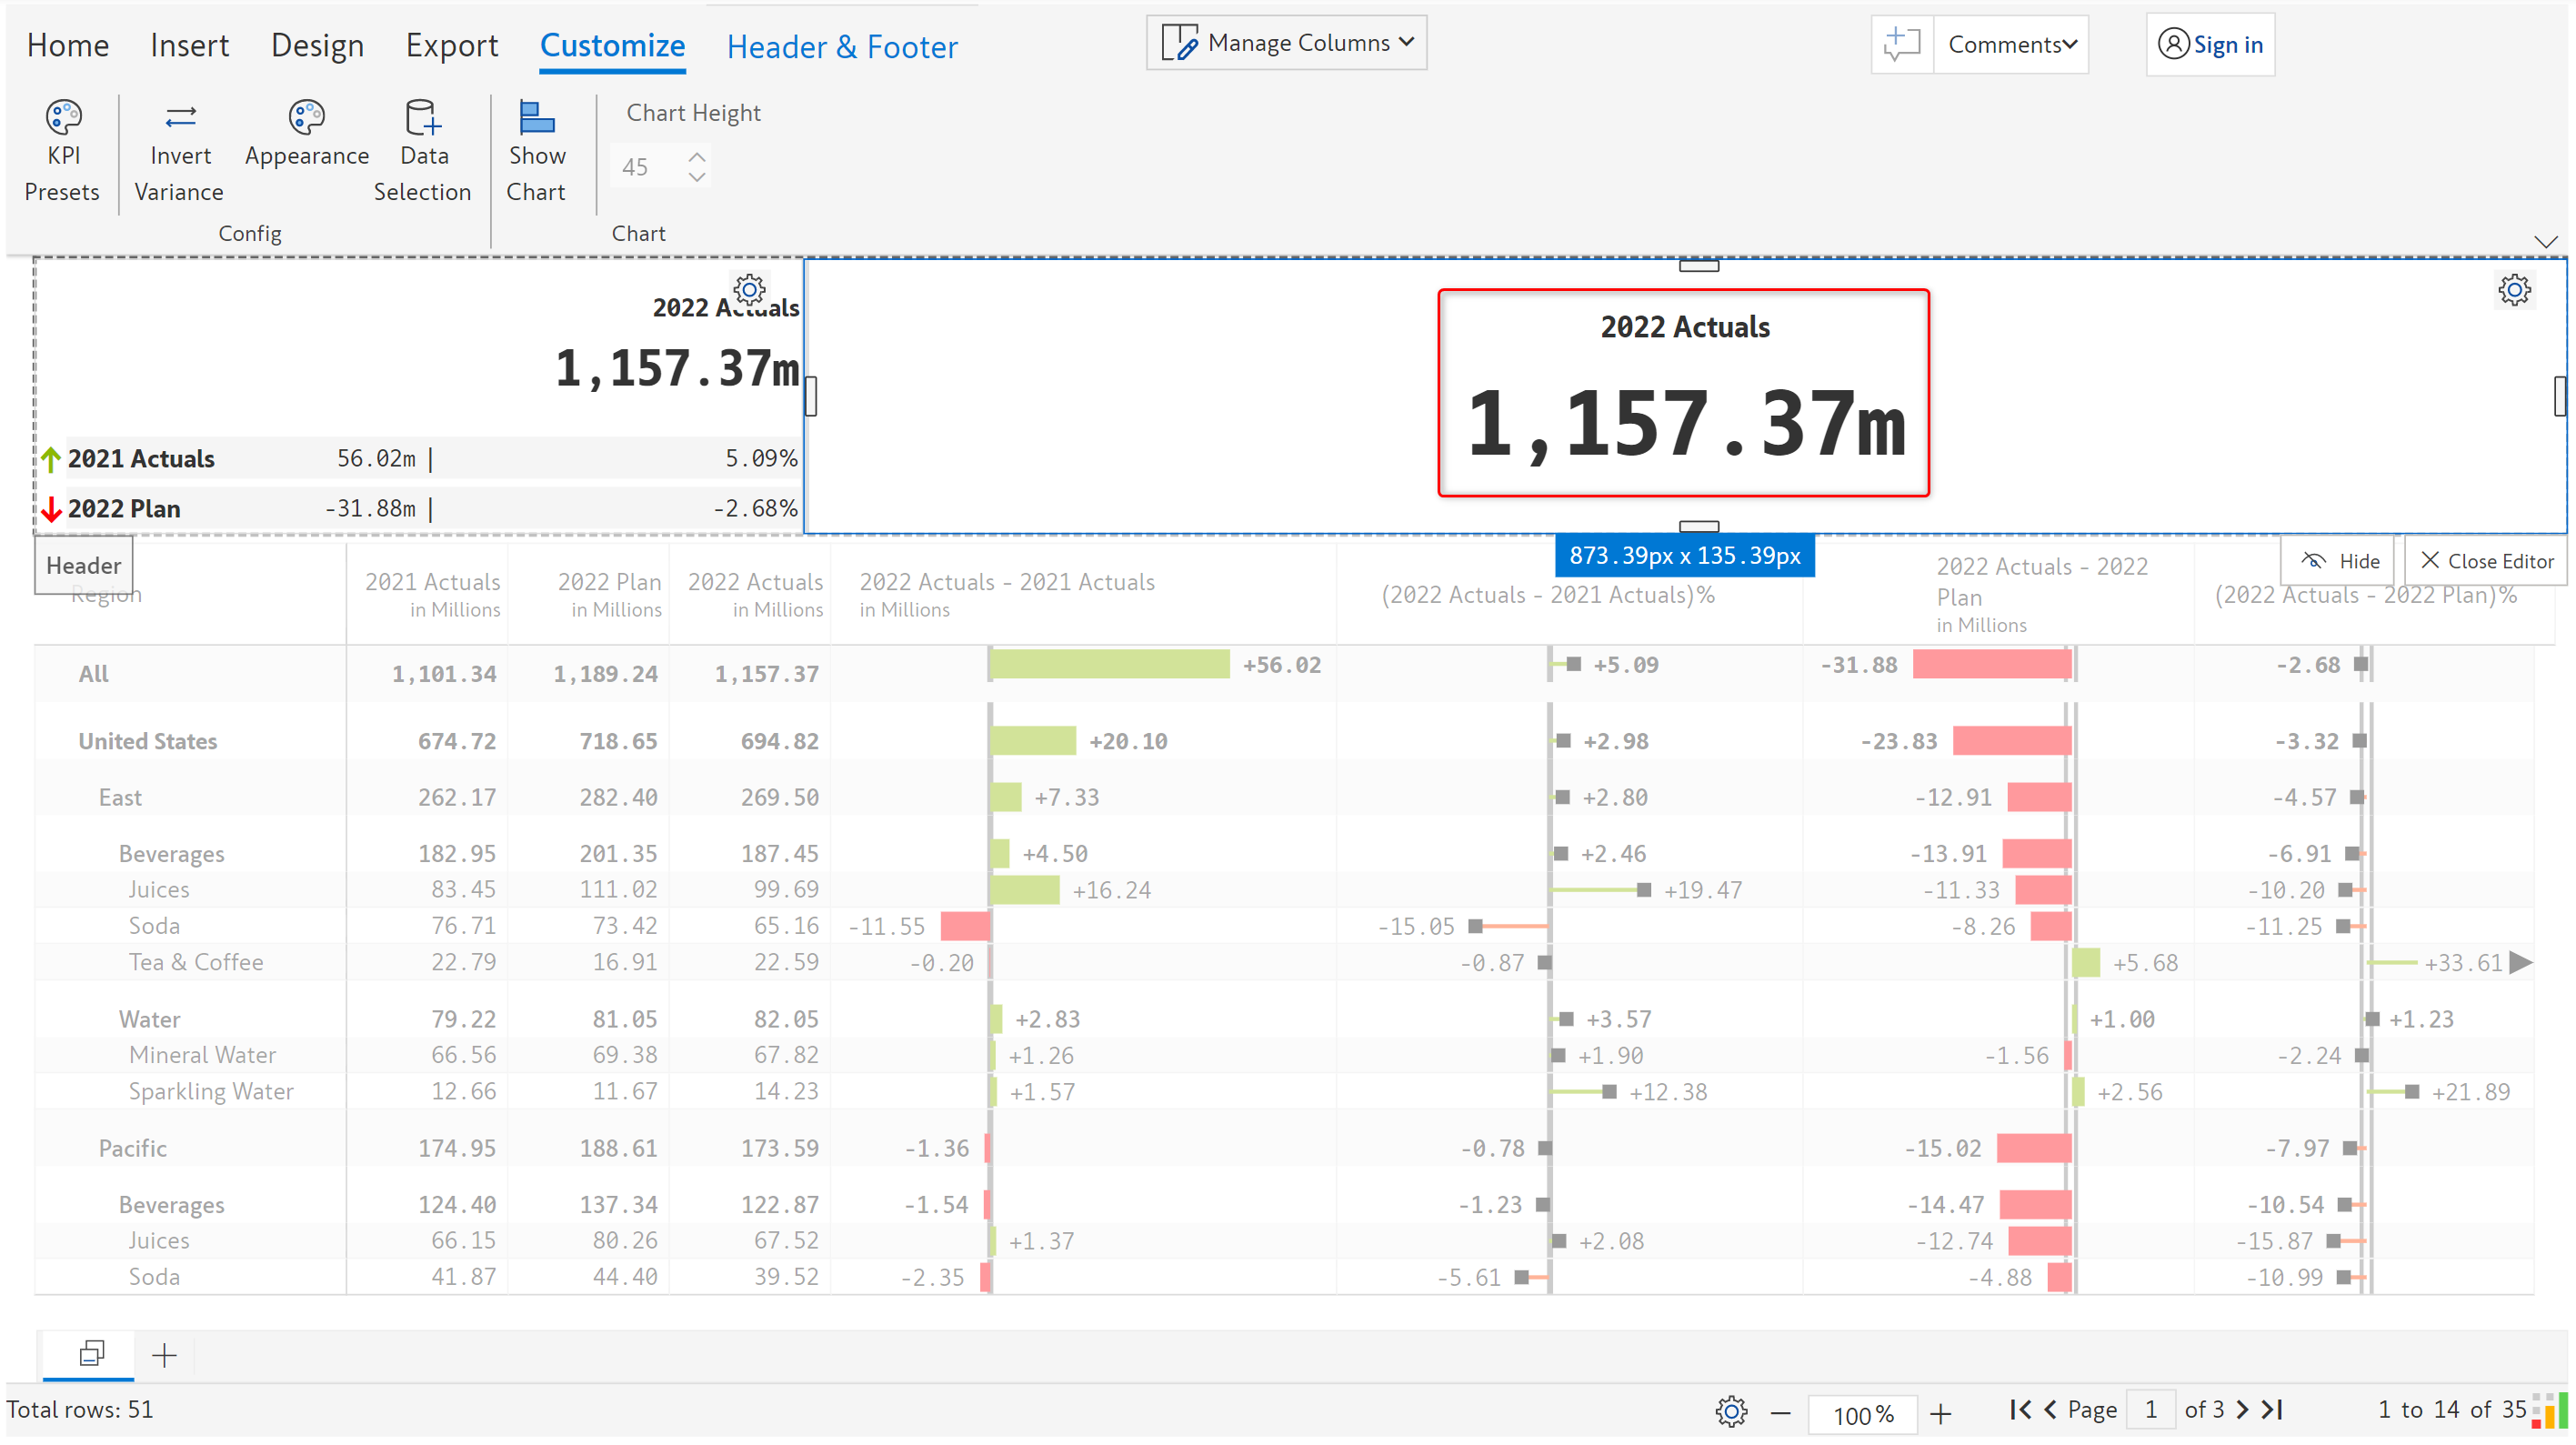 Home Insert Design Export Customize Header & Footer Manage Columns Comments Sign in
KPI Presets Invert Variance Appearance Data Selection Show Chart Chart Height
45
Config Chart
2022 Actuals
1,157.37m
2021 Actuals 56.02m | 5.09%
2022 Plan -31.88m | -2.68%
2022 Actuals
1,157.37m
873.39px x 135.39px
Header Hide Close Editor
Region
2021 Actuals in Millions
2022 Plan in Millions
2022 Actuals in Millions
2022 Actuals - 2021 Actuals in Millions
(2022 Actuals - 2021 Actuals)%
2022 Actuals - 2022 Plan in Millions
(2022 Actuals - 2022 Plan)%
All 1,101.34 1,189.24 1,157.37 +56.02 +5.09 -31.88 -2.68
United States 674.72 718.65 694.82 +20.10 +2.98 -23.83 -3.32
East 262.17 282.40 269.50 +7.33 +2.80 -12.91 -4.57
Beverages 182.95 201.35 187.45 +4.50 +2.46 -13.91 -6.91
Juices 83.45 111.02 99.69 +16.24 +19.47 -11.33 -10.20
Soda 76.71 73.42 65.16 -11.55 -15.05 -8.26 -11.25
Tea & Coffee 22.79 16.91 22.59 -0.20 -0.87 +5.68 +33.61
Water 79.22 81.05 82.05 +2.83 +3.57 +1.00 +1.23
Mineral Water 66.56 69.38 67.82 +1.26 +1.90 -1.56 -2.24
Sparkling Water 12.66 11.67 14.23 +1.57 +12.38 +2.56 +21.89
Pacific 174.95 188.61 173.59 -1.36 -0.78 -15.02 -7.97
Beverages 124.40 137.34 122.87 -1.54 -1.23 -14.47 -10.54
Juices 66.15 80.26 67.52 +1.37 +2.08 -12.74 -15.87
Soda 41.87 44.40 39.52 -2.35 -5.61 -4.88 -10.99
Total rows: 51 100% Page 1 of 3 1 to 14 of 35